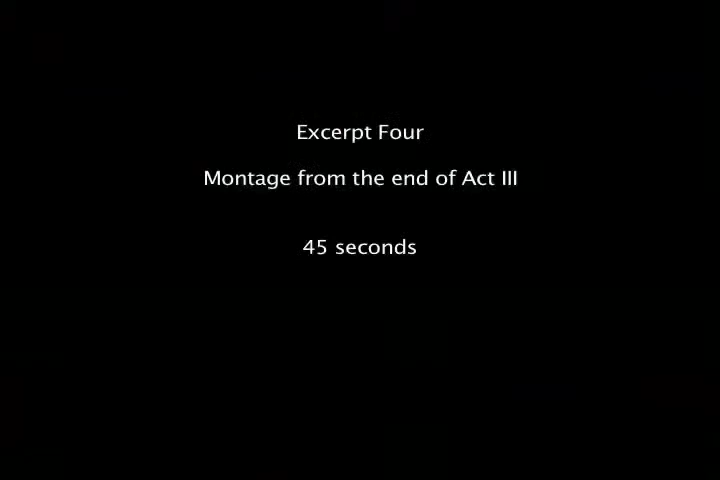 Excerpt Four
Montage from the end of Act III
45 seconds